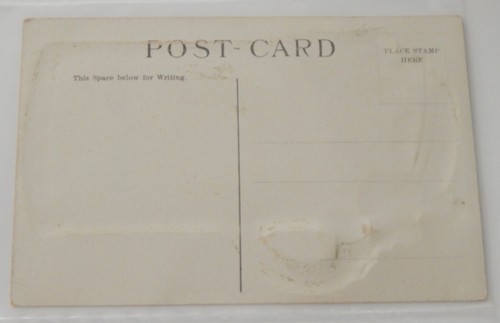 POST-CARD
PLACE STAMP
HERE
This Space below for Writing.